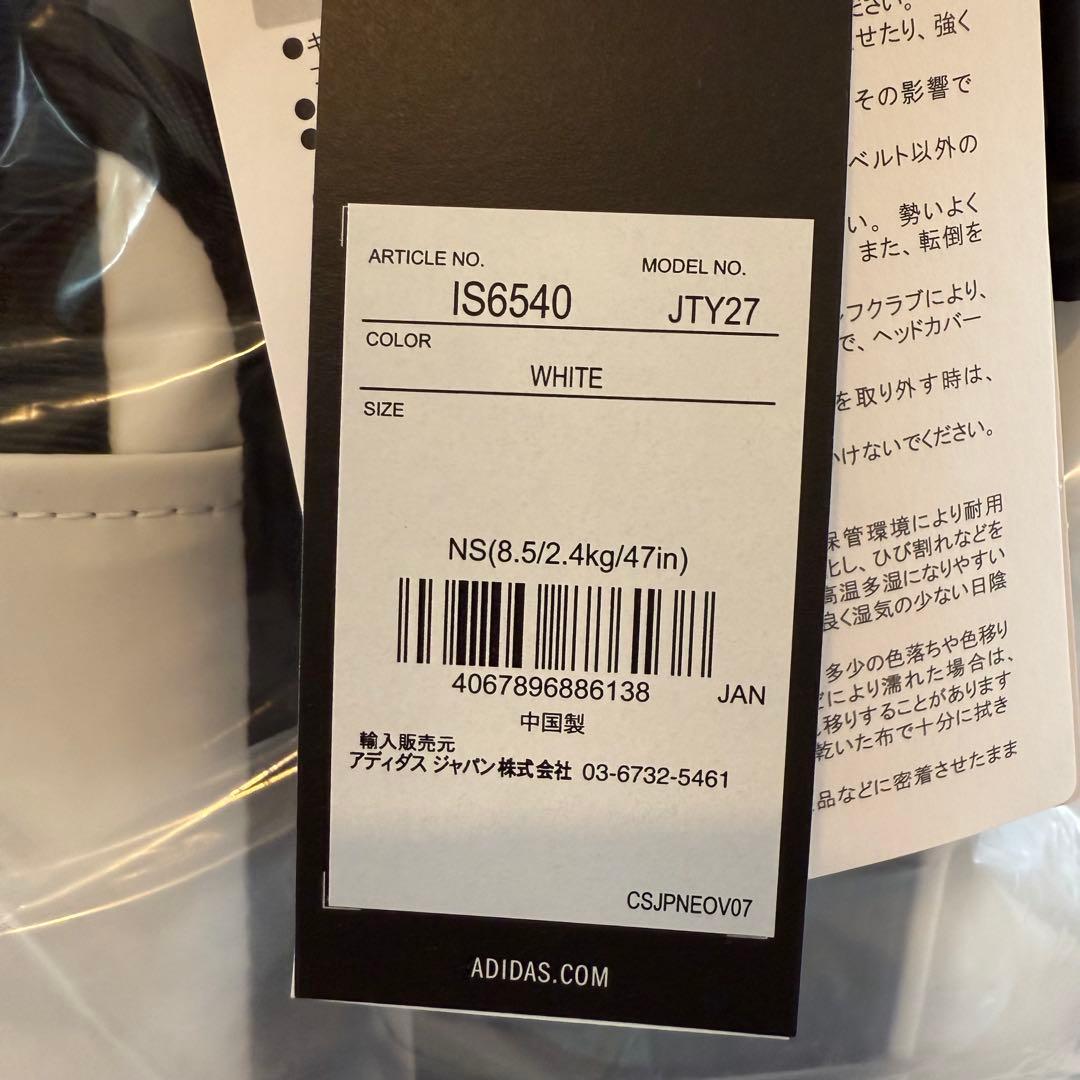 ARTICLE NO.
MODEL NO.
IS6540
JTY27
COLOR
WHITE
SIZE
NS(8.5/2.4kg/47in)
4067896886138
JAN
中国製
輸入販売元
アディダス ジャパン株式会社 03-6732-5461
CSJPNEOV07
ADIDAS.COM
ださい。
せたり、強く
その影響で
ベルト以外の
い。 勢いよく
また、転倒を
フクラブにより、
で、ヘッドカバー
を取り外す時は、
けないでください。
保管環境により耐用
化し、ひび割れなどを
高温多湿になりやすい
良く湿気の少ない日陰
多少の色落ちや色移り
により濡れた場合は、
移りすることがあります
乾いた布で十分に拭き
品などに密着させたまま